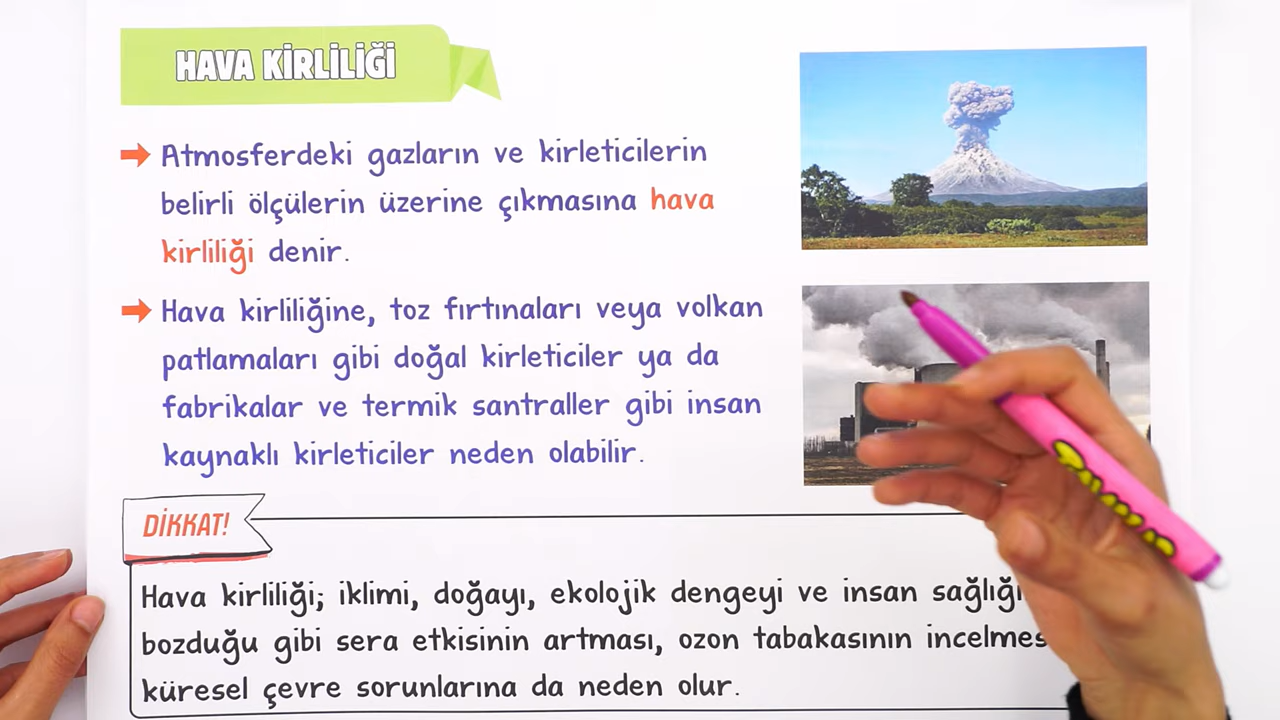 HAVA KİRLİLİĞİ
Atmosferdeki gazların ve kirleticilerin
belirli ölçülerin üzerine çıkmasına hava
kirliliği denir.
Hava kirliliğine, toz fırtınaları veya volkan
patlamaları gibi doğal kirleticiler ya da
fabrikalar ve termik santraller gibi insan
kaynaklı kirleticiler neden olabilir.
DİKKAT!
Hava kirliliği; iklimi, doğayı, ekolojik dengeyi ve insan
bozduğu gibi sera etkisinin artması, ozon tabakasının
küresel çevre sorunlarına da neden olur.